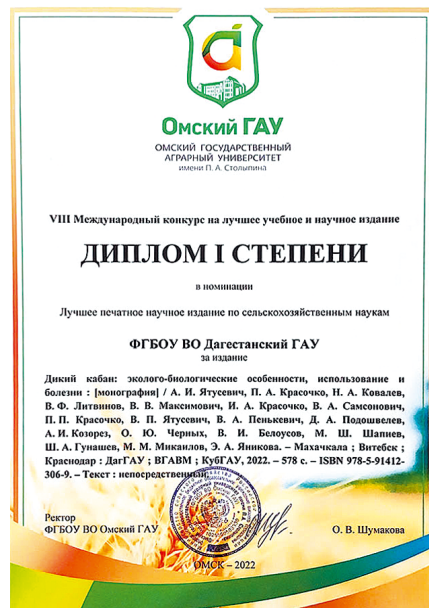 Омский ГАУ
ОМСКИЙ ГОСУДАРСТВЕННЫЙ
АГРАРНЫЙ УНИВЕРСИТЕТ
имени П. А. Столыпина
VIII Международный конкурс на лучшее учебное и научное издание
ДИПЛОМ I СТЕПЕНИ
в номинации
Лучшее печатное научное издание по сельскохозяйственным наукам
ФГБОУ ВО Дагестанский ГАУ
за издание
Дикий кабан: эколого-биологические особенности, использование и
болезни : [монография] / А. И. Ятусевич, П. А. Красочко, Н. А. Ковалев,
В. Ф. Литвинов, В. В. Максимович, И. А. Красочко, В. А. Самсонович,
П. П. Красочко, В. П. Ятусевич, В. А. Пенькевич, Д. А. Подошвелев,
А. И. Козорез, О. Ю. Черных, В. И. Белоусов, М. Ш. Шапиев,
Ш. А. Гунашев, М. М. Микаилов, Э. А. Яникова. – Махачкала ; Витебск ;
Краснодар : ДагГАУ ; ВГАВМ ; КубГАУ, 2022. – 578 с. – ISBN 978-5-91412-
306-9. – Текст : непосредственный
Ректор
ФГБОУ ВО Омский ГАУ
О. В. Шумакова
ОМСК – 2022